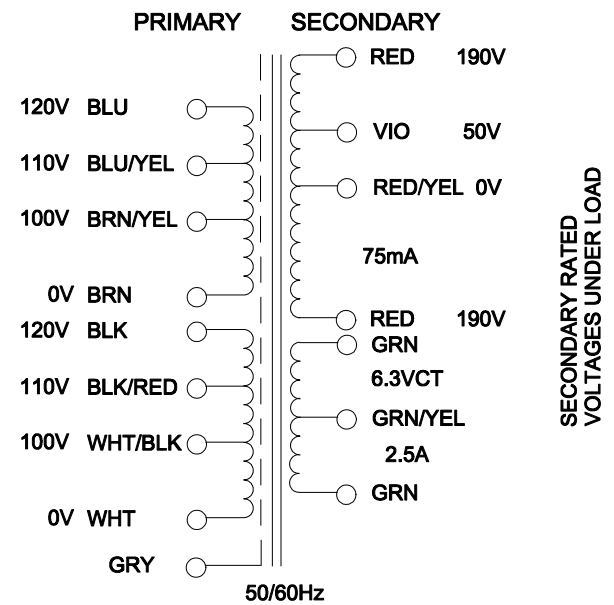 PRIMARY SECONDARY
RED 190V
120V BLU
VIO 50V
110V BLU/YEL
RED/YEL 0V
100V BRN/YEL
75mA
0V BRN
RED 190V
120V BLK
GRN
6.3VCT
110V BLK/RED
GRN/YEL
100V WHT/BLK
2.5A
GRN
0V WHT
GRY
50/60Hz
SECONDARY RATED
VOLTAGES UNDER LOAD